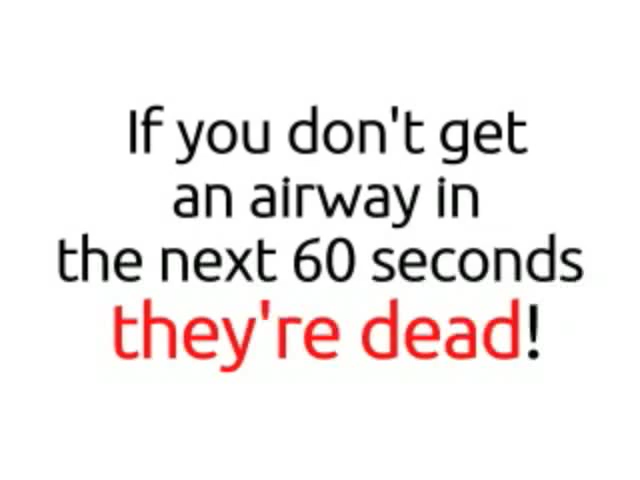 If you don't get
an airway in
the next 60 seconds
they're dead!